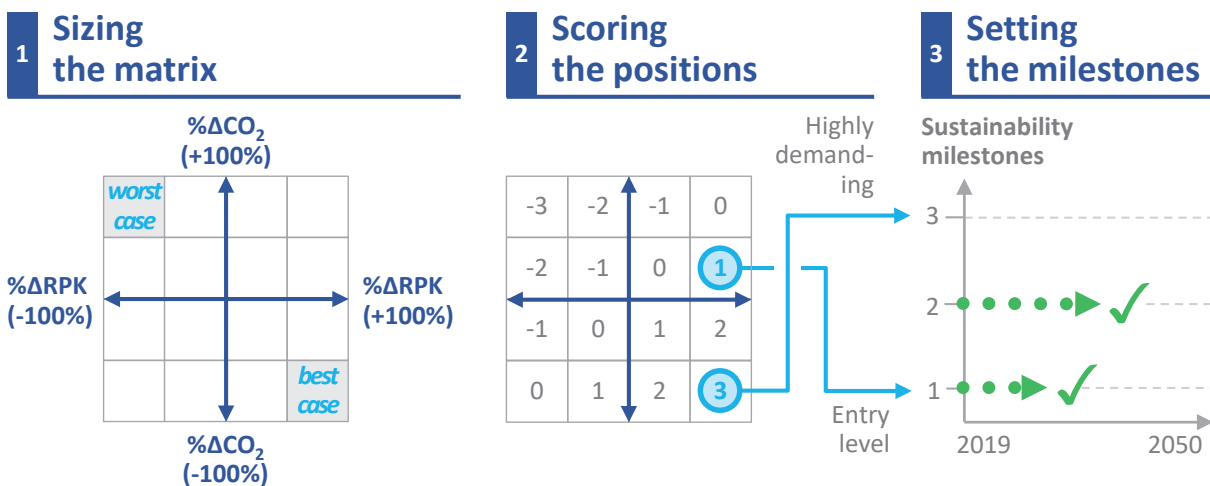 1
Sizing
the matrix
%ΔCO₂
(+100%)
worst
case
%ΔRPK
(-100%)
%ΔRPK
(+100%)
best
case
%ΔCO₂
(-100%)
2
Scoring
the positions
Highly
demand-
ing
-3 -2 -1 0
-2 -1 0 1
-1 0 1 2
0 1 2 3
Entry
level
3
Setting
the milestones
Sustainability
milestones
3
2
1
2019 2050